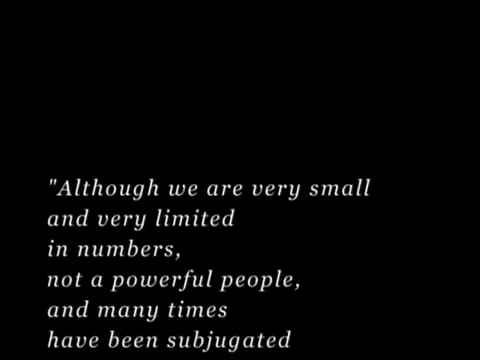 "Although we are very small
and very limited
in numbers,
not a powerful people,
and many times
have been subjugated